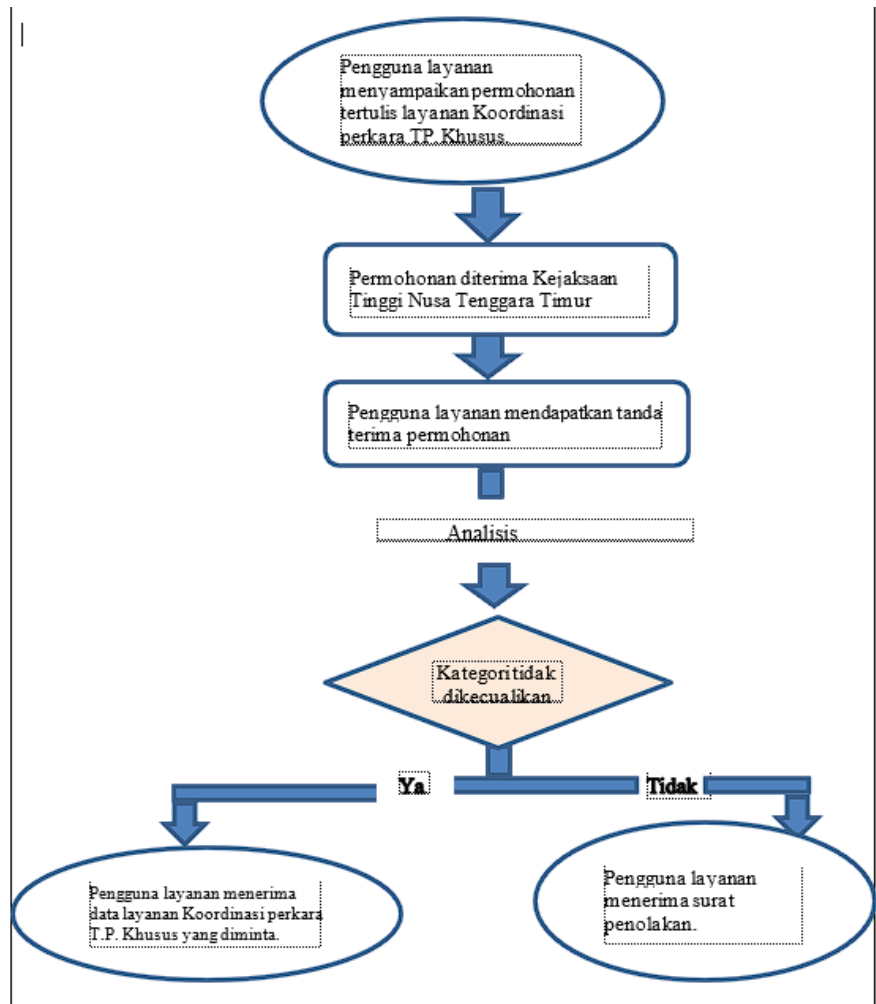 Pengguna layanan
menyampaikan permohonan
tertulis layanan Koordinasi
perkara TP. Khusus.
Permohonan diterima Kejaksaan
Tinggi Nusa Tenggara Timur
Pengguna layanan mendapatkan tanda
terima permohonan
Analisis
Kategori tidak
dikecualikan
Ya
Tidak
Pengguna layanan menerima
data layanan Koordinasi perkara
T.P. Khusus yang diminta.
Pengguna layanan
menerima surat
penolakan.